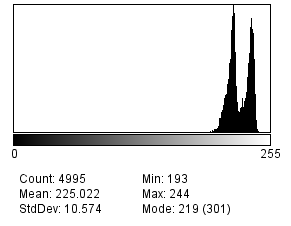 0 255
Count: 4995 Min: 193
Mean: 225.022 Max: 244
StdDev: 10.574 Mode: 219 (301)